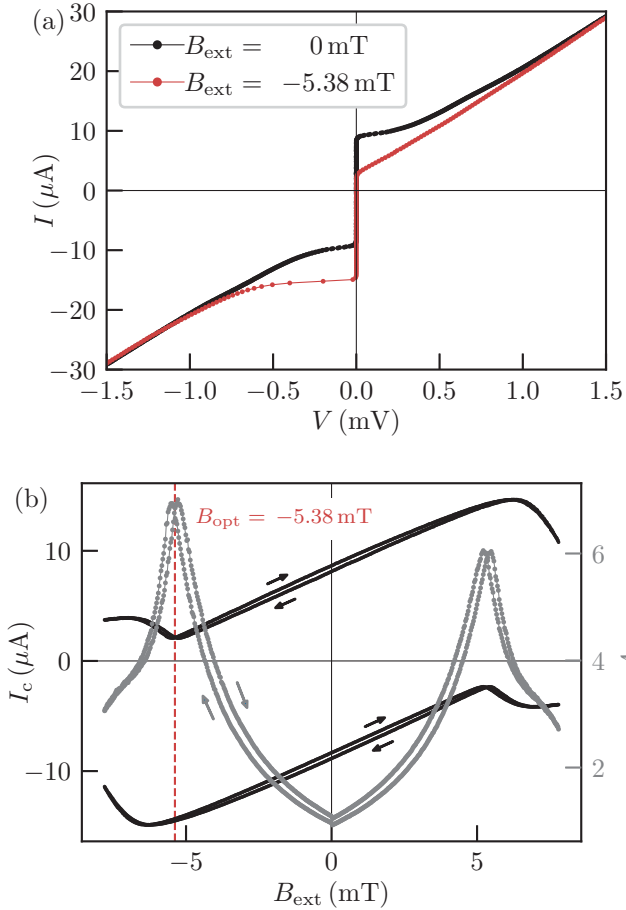 (a)
B_ext = 0 mT
B_ext = −5.38 mT
30
20
10
0
−10
−20
−30
I (μA)
−1.5 −1.0 −0.5 0.0 0.5 1.0 1.5
V (mV)
(b)
B_opt = −5.38 mT
10
0
−10
I_c (μA)
6
4
2
−5 0 5
B_ext (mT)